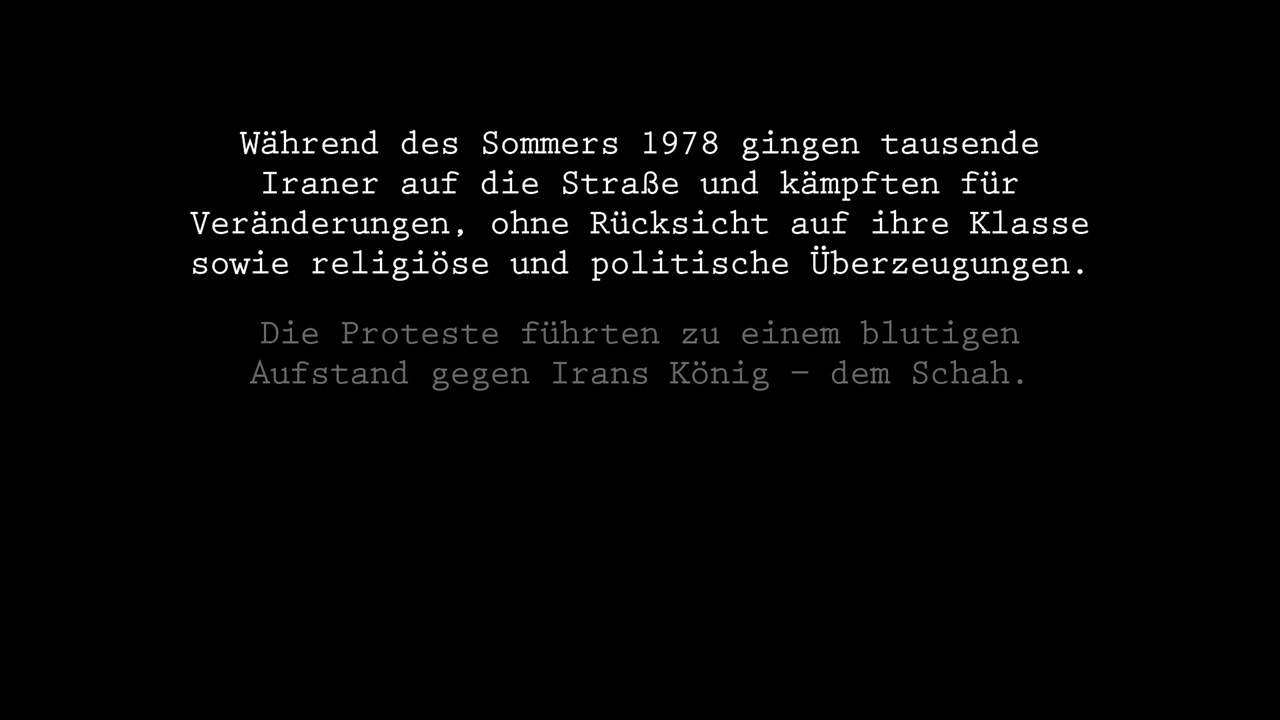 Während des Sommers 1978 gingen tausende
Iraner auf die Straße und kämpften für
Veränderungen, ohne Rücksicht auf ihre Klasse
sowie religiöse und politische Überzeugungen.
Die Proteste führten zu einem blutigen
Aufstand gegen Irans König – dem Schah.